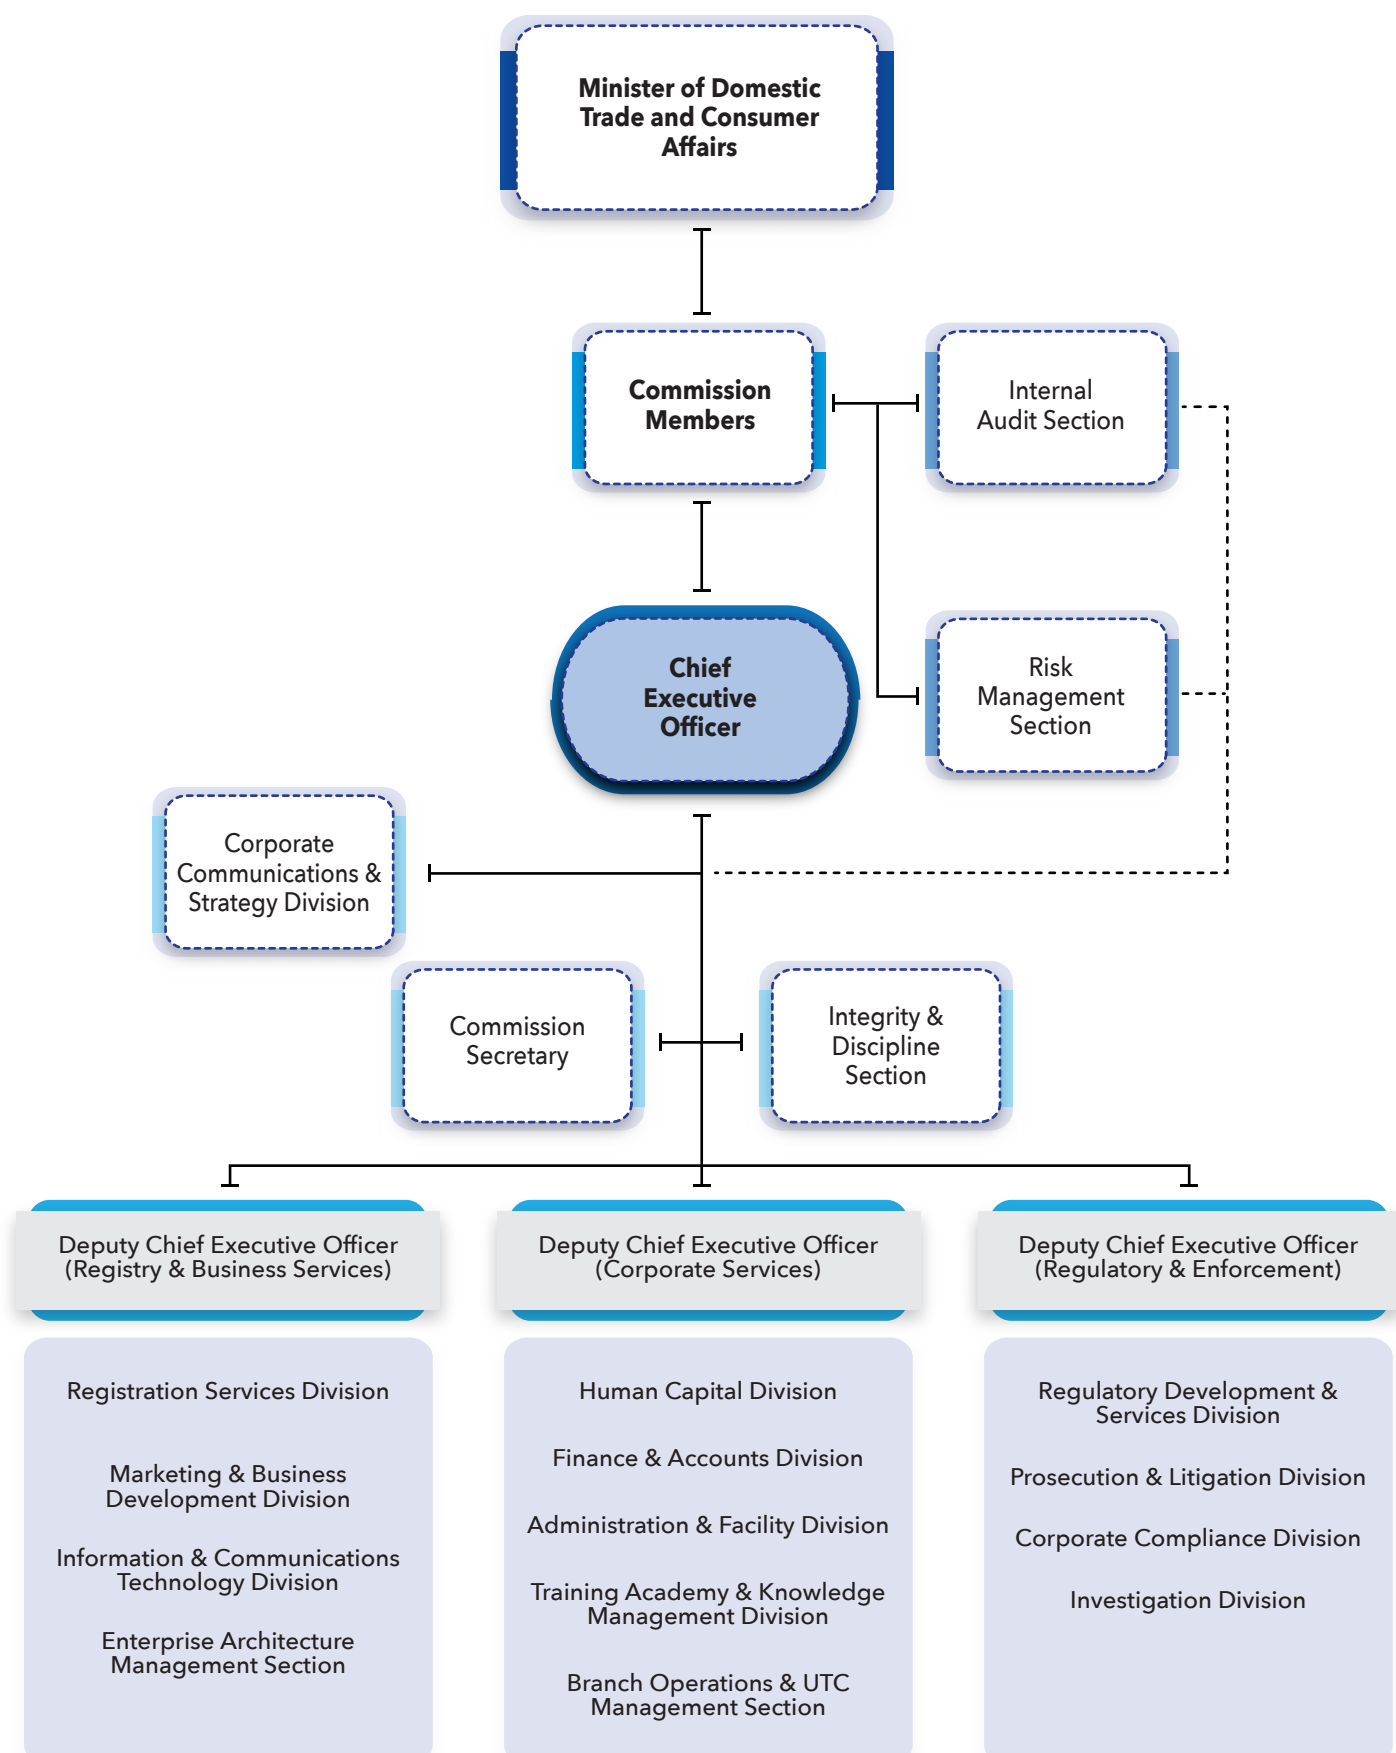 Minister of Domestic
Trade and Consumer
Affairs
Commission
Members
Internal
Audit Section
Chief
Executive
Officer
Risk
Management
Section
Corporate
Communications &
Strategy Division
Commission
Secretary
Integrity &
Discipline
Section
Deputy Chief Executive Officer
(Registry & Business Services)
Registration Services Division
Marketing & Business
Development Division
Information & Communications
Technology Division
Enterprise Architecture
Management Section
Deputy Chief Executive Officer
(Corporate Services)
Human Capital Division
Finance & Accounts Division
Administration & Facility Division
Training Academy & Knowledge
Management Division
Branch Operations & UTC
Management Section
Deputy Chief Executive Officer
(Regulatory & Enforcement)
Regulatory Development &
Services Division
Prosecution & Litigation Division
Corporate Compliance Division
Investigation Division